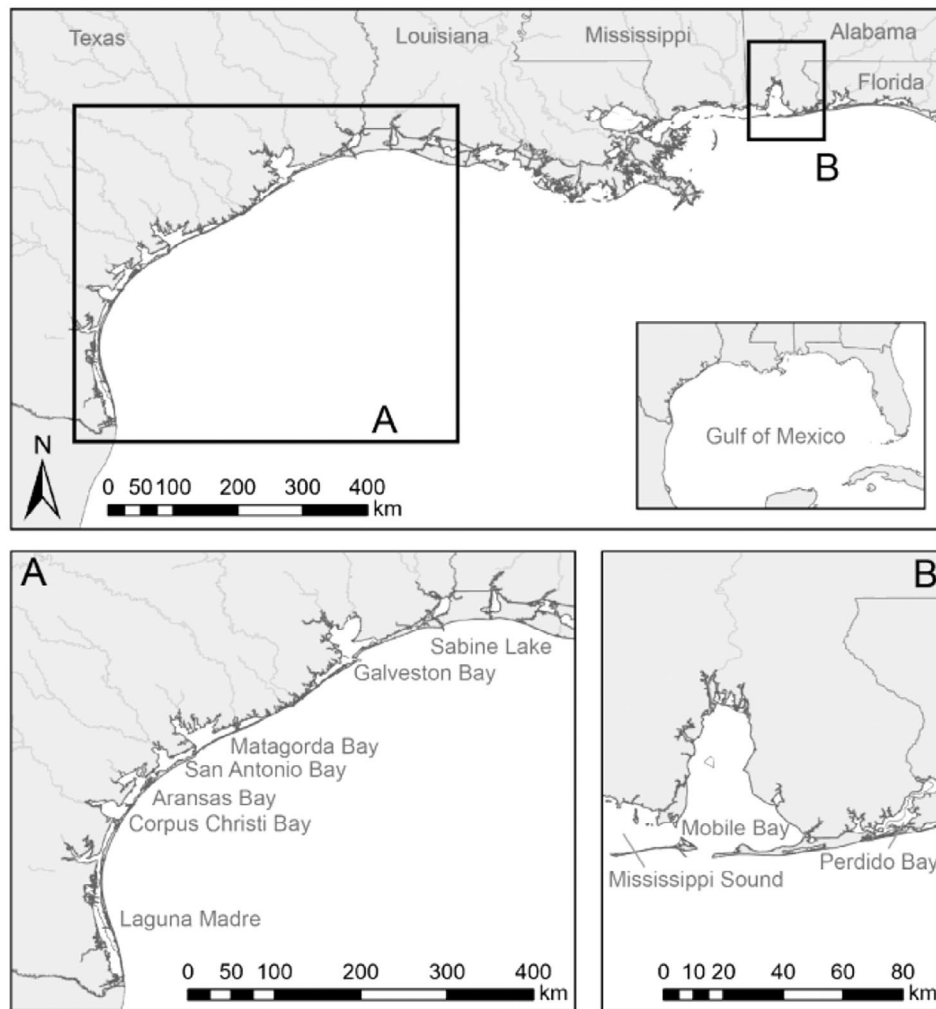 Texas
Louisiana
Mississippi
Alabama
Florida
B
A
N
Gulf of Mexico
0 50 100 200 300 400
km
A
Sabine Lake
Galveston Bay
Matagorda Bay
San Antonio Bay
Aransas Bay
Corpus Christi Bay
Laguna Madre
0 50 100 200 300 400
km
B
Mobile Bay
Perdido Bay
Mississippi Sound
0 10 20 40 60 80
km